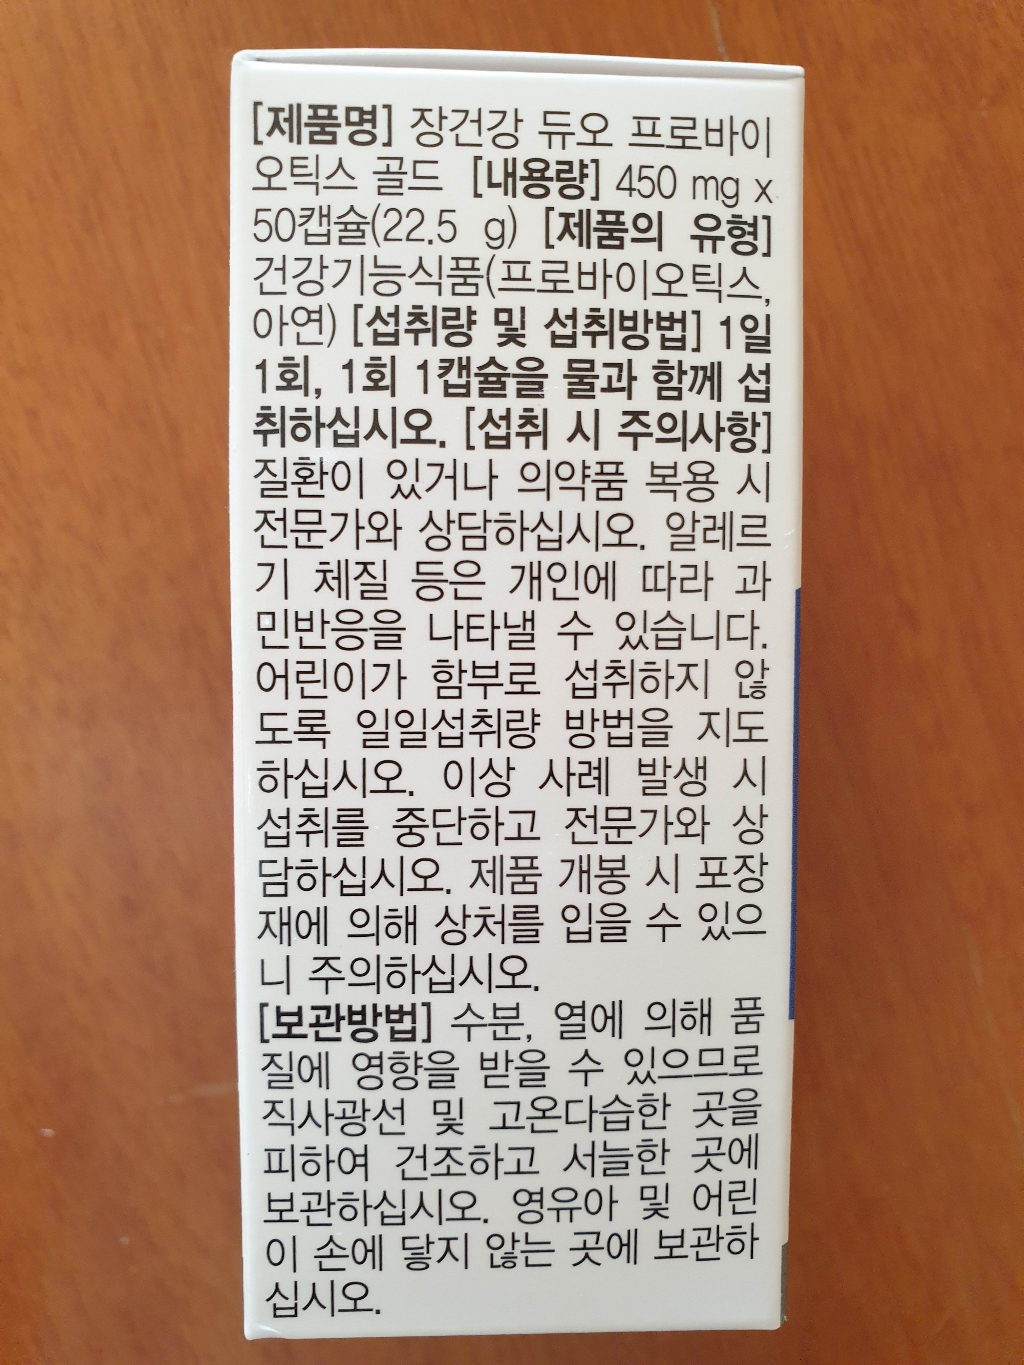 [제품명] 장건강 듀오 프로바이
오틱스 골드 [내용량] 450 mg x
50캡슐(22.5 g) [제품의 유형]
건강기능식품(프로바이오틱스,
아연) [섭취량 및 섭취방법] 1일
1회, 1회 1캡슐을 물과 함께 섭
취하십시오. [섭취 시 주의사항]
질환이 있거나 의약품 복용 시
전문가와 상담하십시오. 알레르
기 체질 등은 개인에 따라 과
민반응을 나타낼 수 있습니다.
어린이가 함부로 섭취하지 않
도록 일일섭취량 방법을 지도
하십시오. 이상 사례 발생 시
섭취를 중단하고 전문가와 상
담하십시오. 제품 개봉 시 포장
재에 의해 상처를 입을 수 있으
니 주의하십시오.
[보관방법] 수분, 열에 의해 품
질에 영향을 받을 수 있으므로
직사광선 및 고온다습한 곳을
피하여 건조하고 서늘한 곳에
보관하십시오. 영유아 및 어린
이 손에 닿지 않는 곳에 보관하
십시오.